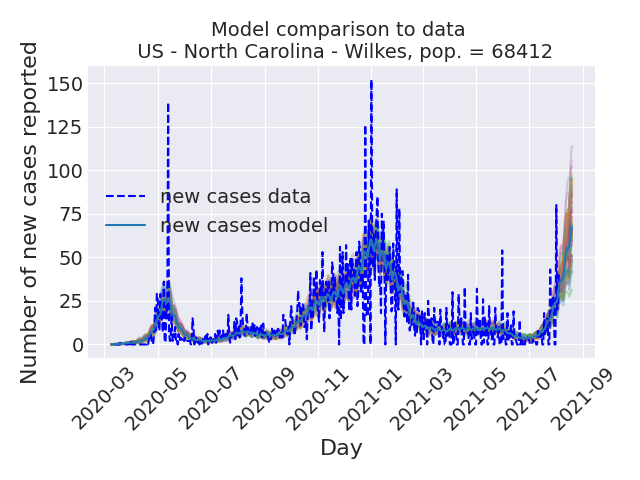 Model comparison to data
US - North Carolina - Wilkes, pop. = 68412
Number of new cases reported
150
125
100
75
50
25
0
new cases data
new cases model
2020-03
2020-05
2020-07
2020-09
2020-11
2021-01
2021-03
2021-05
2021-07
2021-09
Day